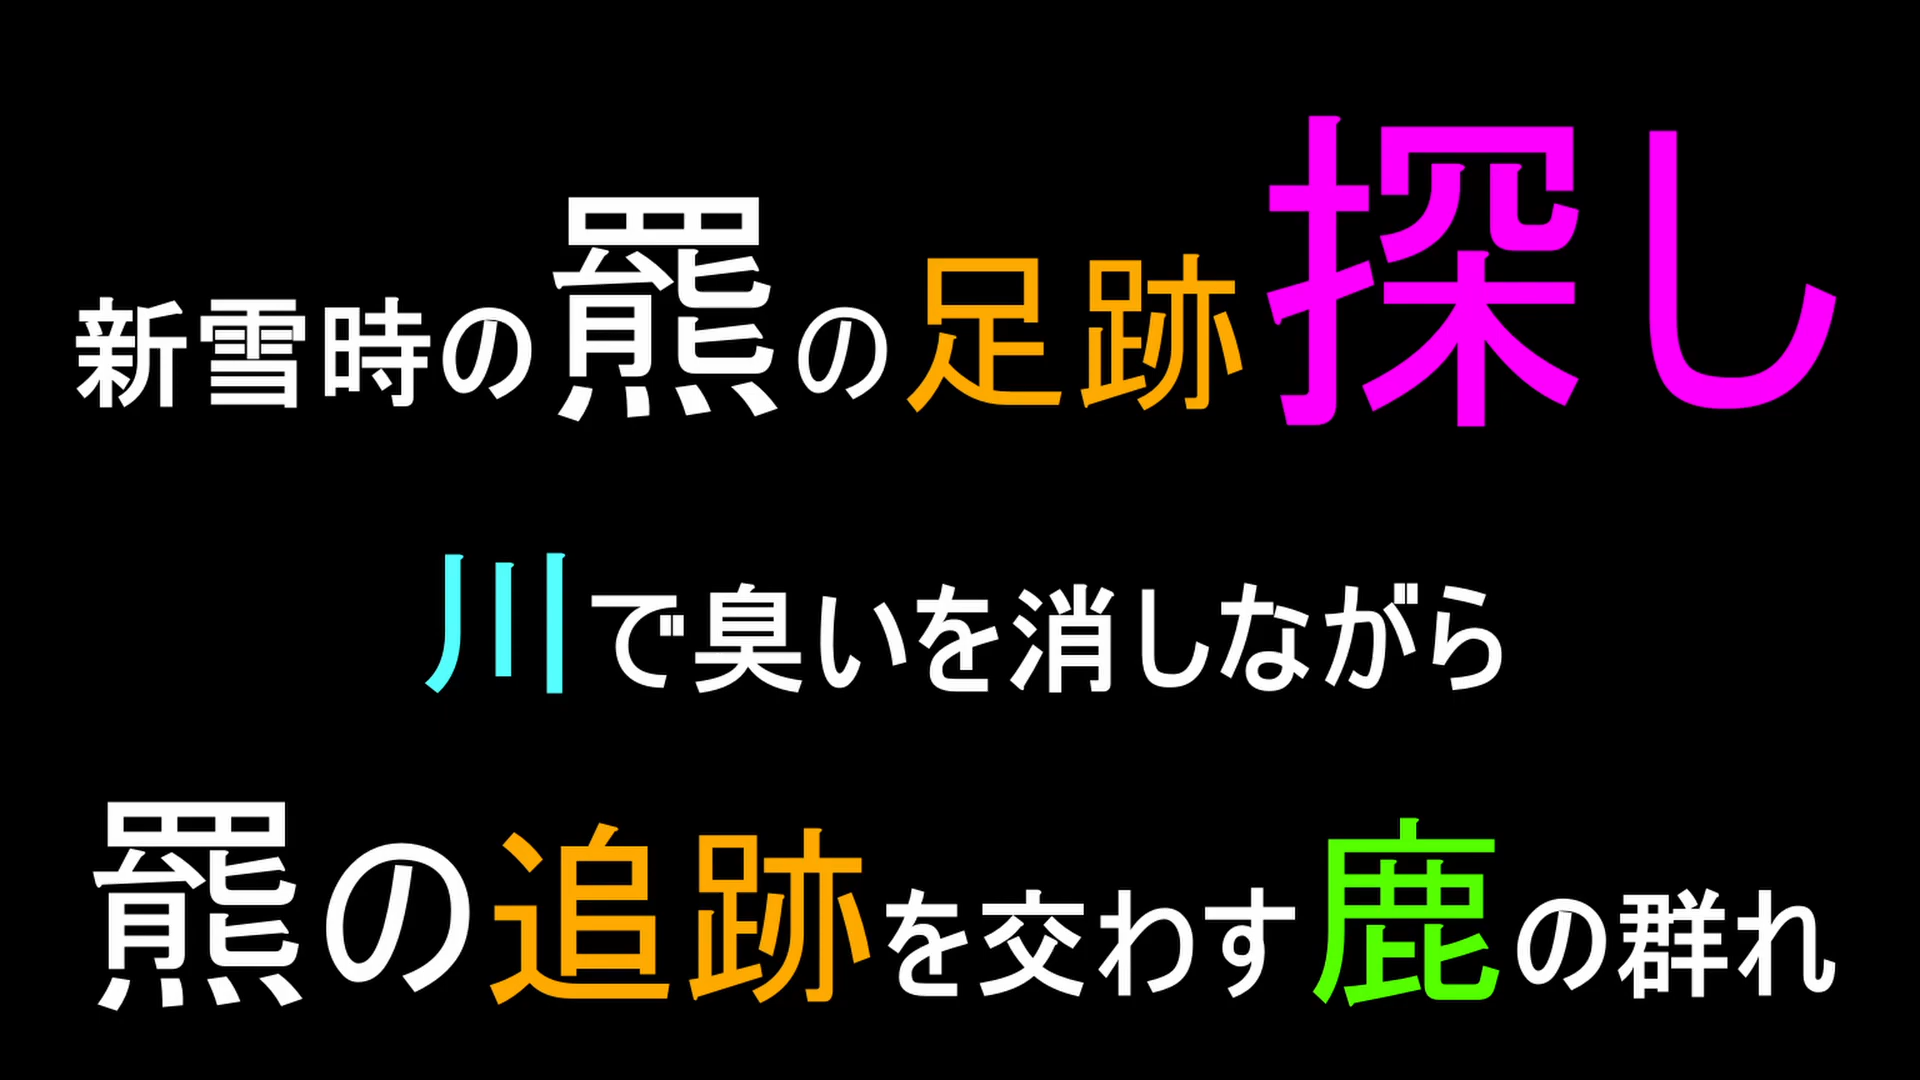 新雪時の羆の足跡探し
川で臭いを消しながら
羆の追跡を交わす鹿の群れ